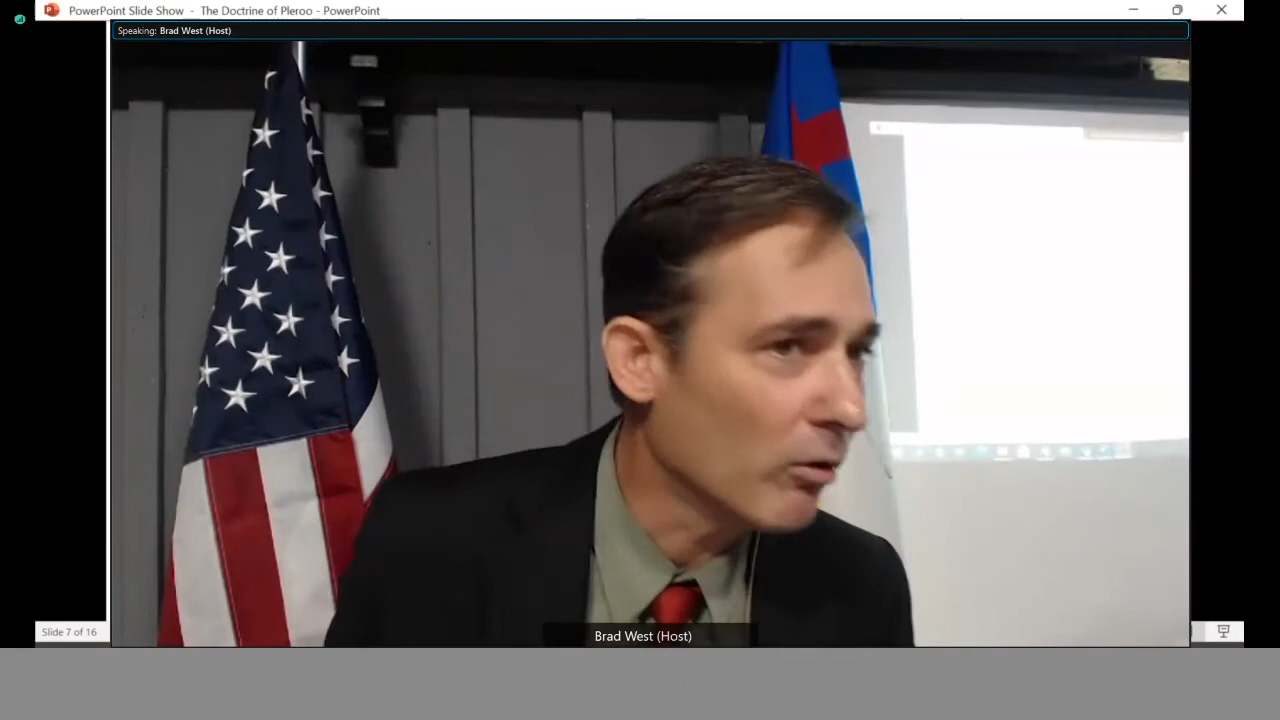 PowerPoint Slide Show - The Doctrine of Pleroo - PowerPoint
Speaking: Brad West (Host)
Brad West (Host)
Slide 7 of 16